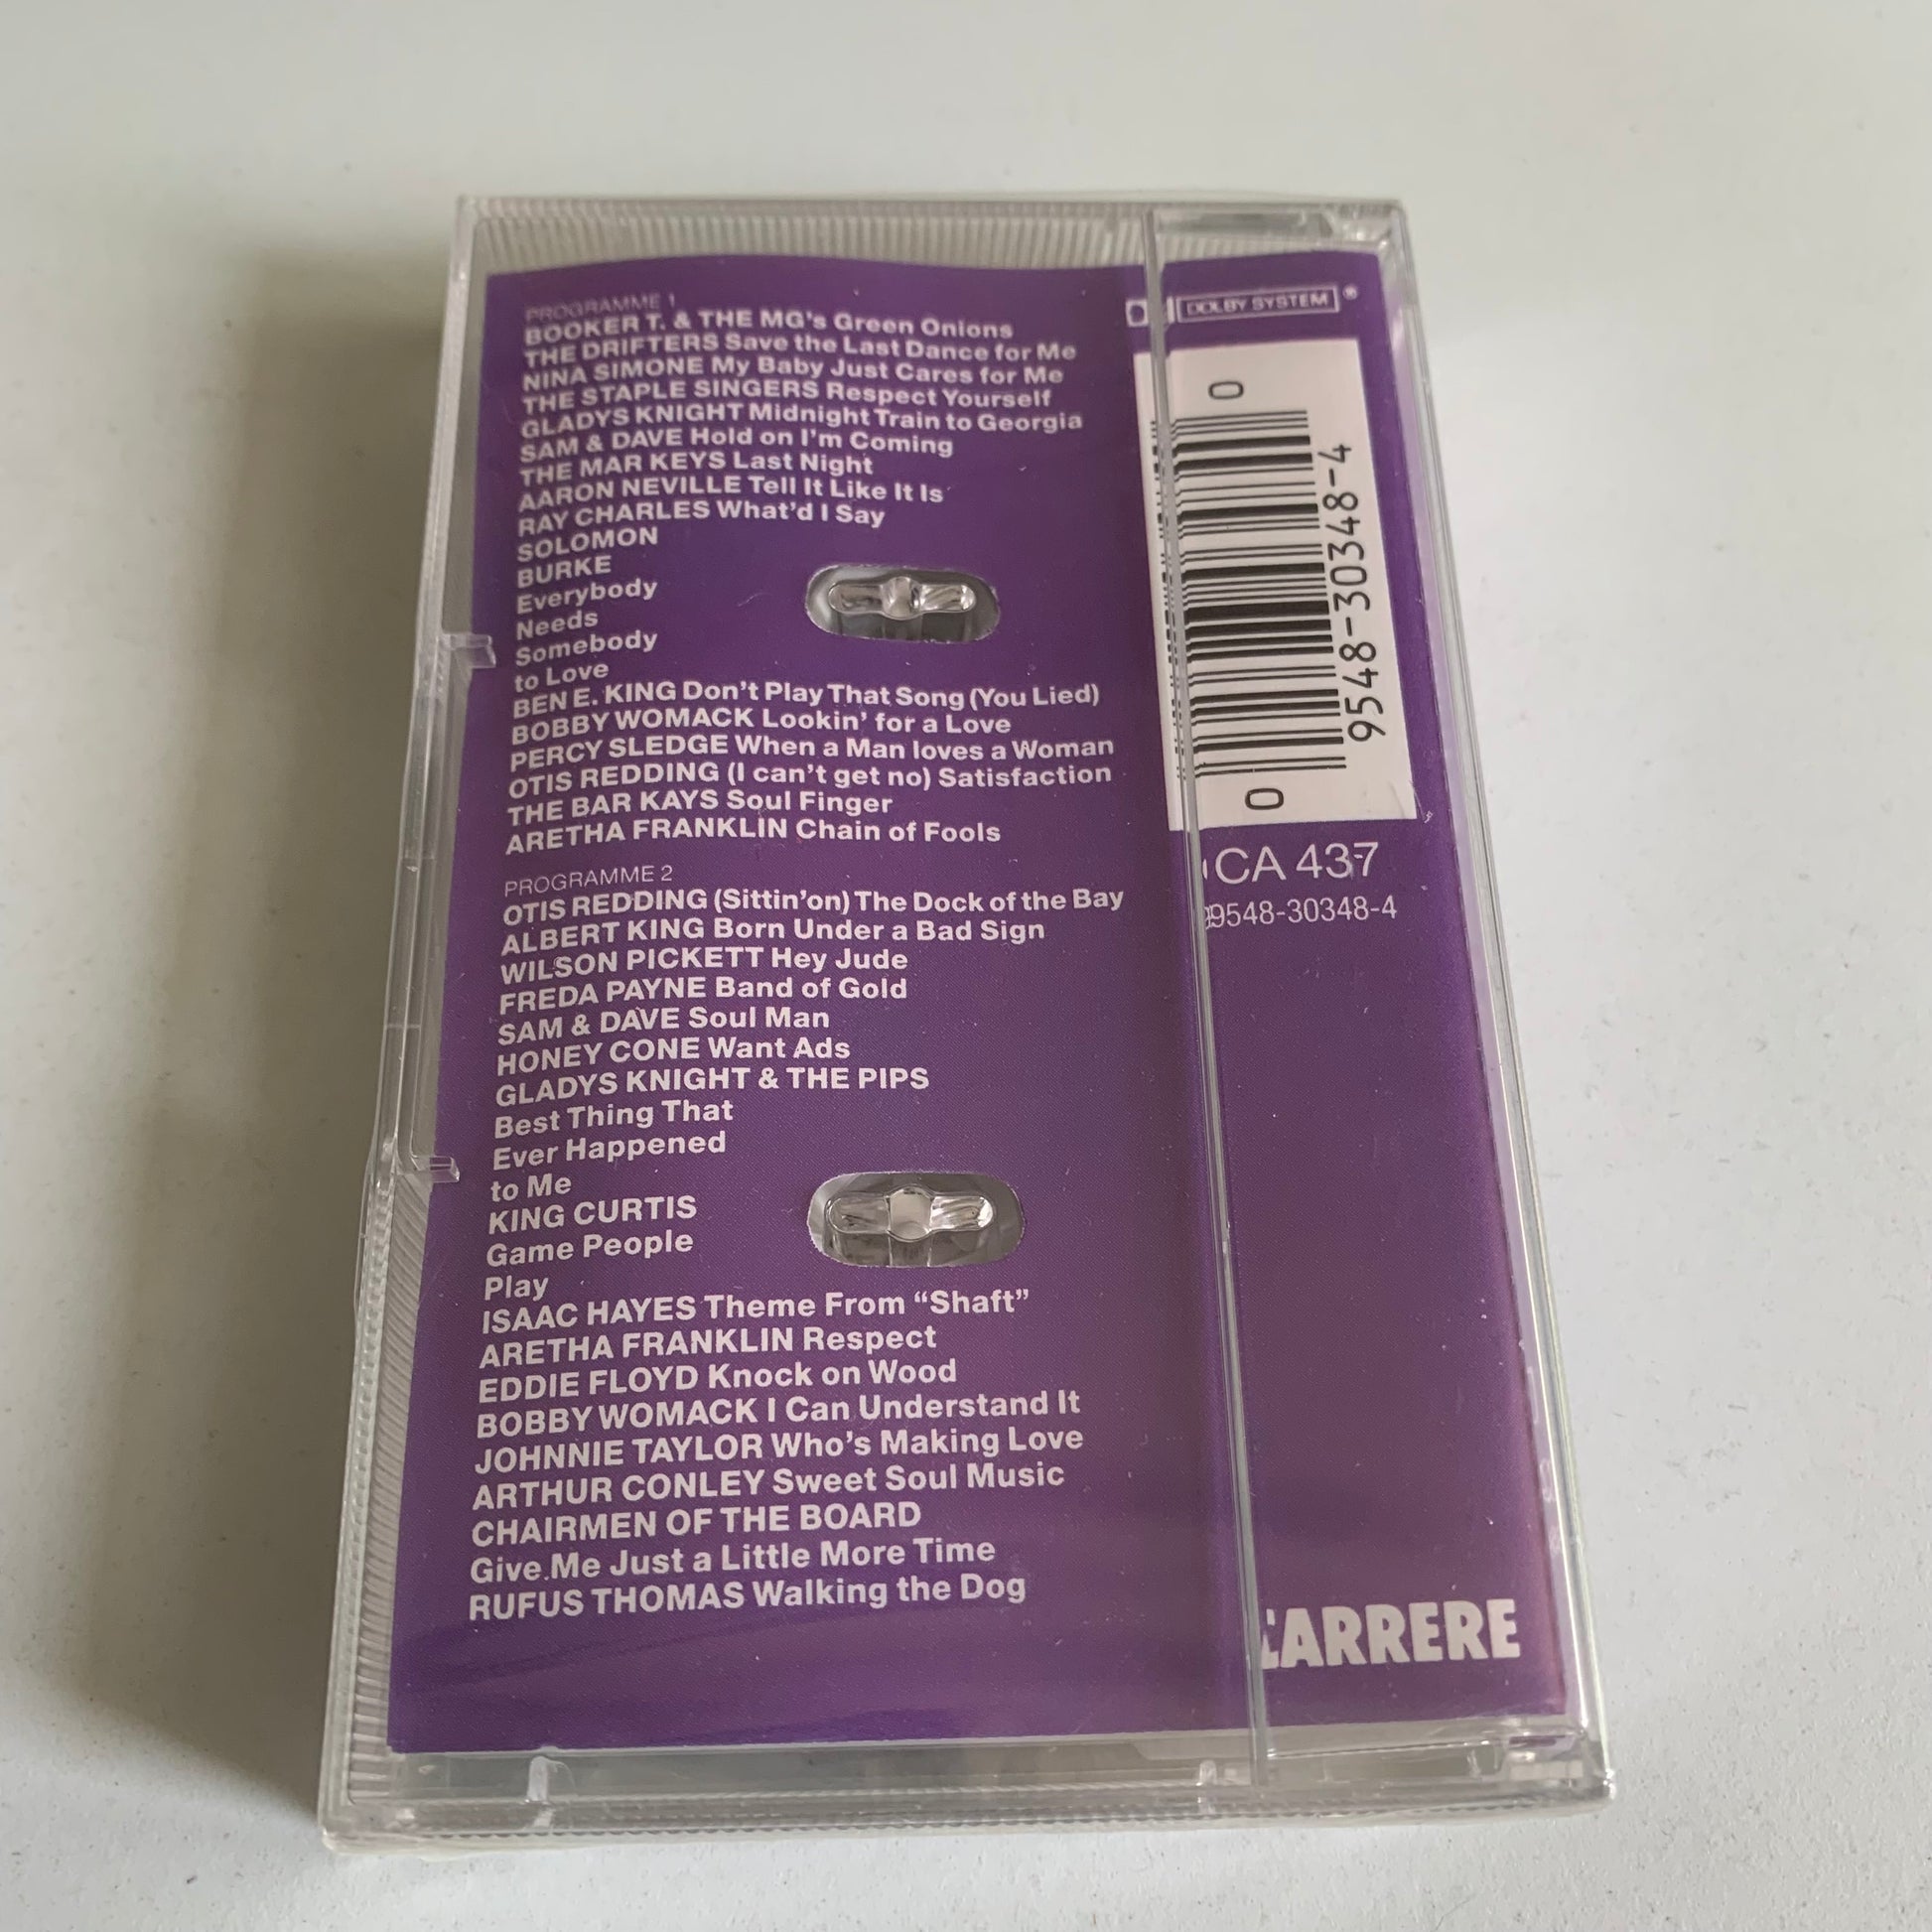 PROGRAMME 1
BOOKER T. & THE MG's Green Onions
THE DRIFTERS Save the Last Dance for Me
NINA SIMONE My Baby Just Cares for Me
THE STAPLE SINGERS Respect Yourself
GLADYS KNIGHT Midnight Train to Georgia
SAM & DAVE Hold on I'm Coming
THE MAR KEYS Last Night
AARON NEVILLE Tell It Like It Is
RAY CHARLES What'd I Say
SOLOMON
BURKE
Everybody
Needs
Somebody
to Love
BEN E. KING Don't Play That Song (You Lied)
BOBBY WOMACK Lookin' for a Love
PERCY SLEDGE When a Man loves a Woman
OTIS REDDING (I can't get no) Satisfaction
THE BAR KAYS Soul Finger
ARETHA FRANKLIN Chain of Fools
PROGRAMME 2
OTIS REDDING (Sittin'on) The Dock of the Bay
ALBERT KING Born Under a Bad Sign
WILSON PICKETT Hey Jude
FREDA PAYNE Band of Gold
SAM & DAVE Soul Man
HONEY CONE Want Ads
GLADYS KNIGHT & THE PIPS
Best Thing That
Ever Happened
to Me
KING CURTIS
Game People
Play
ISAAC HAYES Theme From “Shaft”
ARETHA FRANKLIN Respect
EDDIE FLOYD Knock on Wood
BOBBY WOMACK I Can Understand It
JOHNNIE TAYLOR Who's Making Love
ARTHUR CONLEY Sweet Soul Music
CHAIRMEN OF THE BOARD
Give Me Just a Little More Time
RUFUS THOMAS Walking the Dog
DOLBY SYSTEM ®
0
9548-30348-4
0
CA 437
9548-30348-4
CARRERE